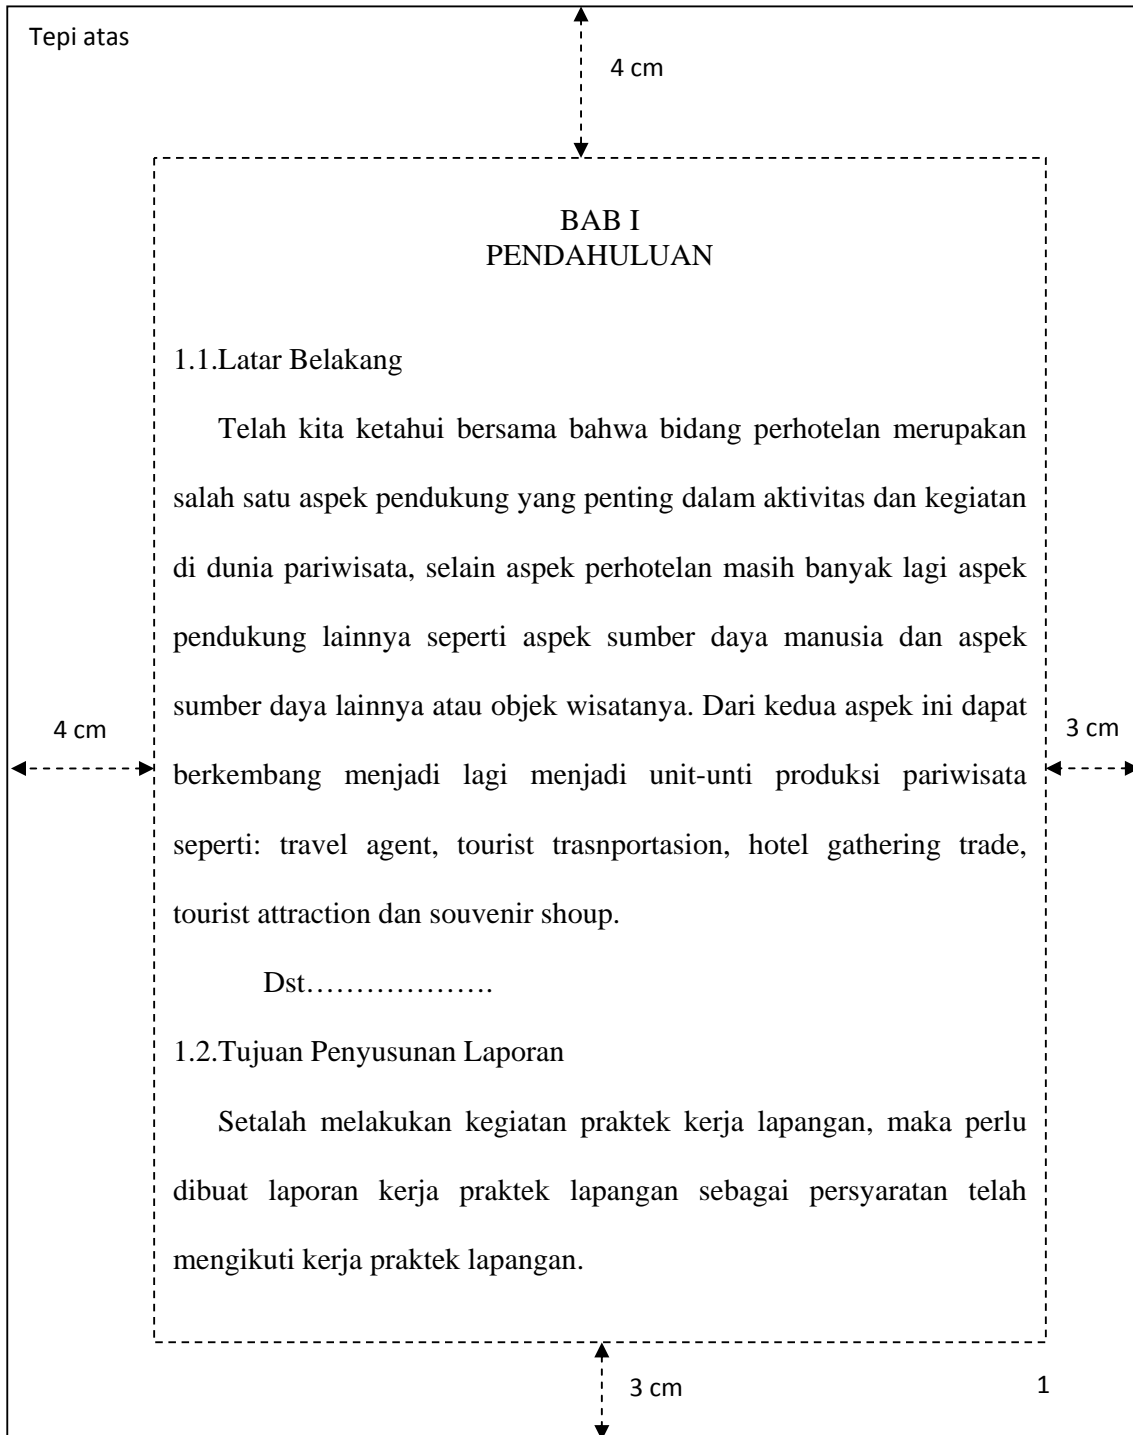 Tepi atas
4 cm
BAB I
PENDAHULUAN
1.1.Latar Belakang
Telah kita ketahui bersama bahwa bidang perhotelan merupakan
salah satu aspek pendukung yang penting dalam aktivitas dan kegiatan
di dunia pariwisata, selain aspek perhotelan masih banyak lagi aspek
pendukung lainnya seperti aspek sumber daya manusia dan aspek
sumber daya lainnya atau objek wisatanya. Dari kedua aspek ini dapat
4 cm
3 cm
berkembang menjadi lagi menjadi unit-unti produksi pariwisata
seperti: travel agent, tourist trasnportasion, hotel gathering trade,
tourist attraction dan souvenir shoup.
Dst……………….
1.2.Tujuan Penyusunan Laporan
Setalah melakukan kegiatan praktek kerja lapangan, maka perlu
dibuat laporan kerja praktek lapangan sebagai persyaratan telah
mengikuti kerja praktek lapangan.
3 cm
1